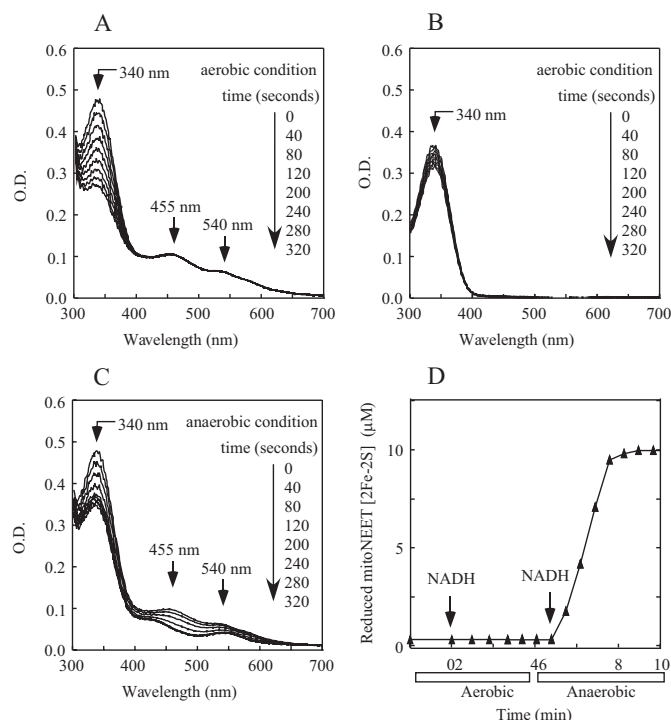 A
O.D.
0.6
0.5
0.4
0.3
0.2
0.1
0.0
340 nm
aerobic condition
time (seconds)
0
40
80
120
200
240
280
320
455 nm
540 nm
300 400 500 600 700
Wavelength (nm)
B
O.D.
0.6
0.5
0.4
0.3
0.2
0.1
0.0
340 nm
aerobic condition
time (seconds)
0
40
80
120
200
240
280
320
300 400 500 600 700
Wavelength (nm)
C
O.D.
0.6
0.5
0.4
0.3
0.2
0.1
0.0
340 nm
anaerobic condition
time (seconds)
0
40
80
120
200
240
280
320
455 nm
540 nm
300 400 500 600 700
Wavelength (nm)
D
Reduced mitoNEET [2Fe-2S] (µM)
10
5
0
NADH
NADH
02 46 8 10
Aerobic Anaerobic
Time (min)